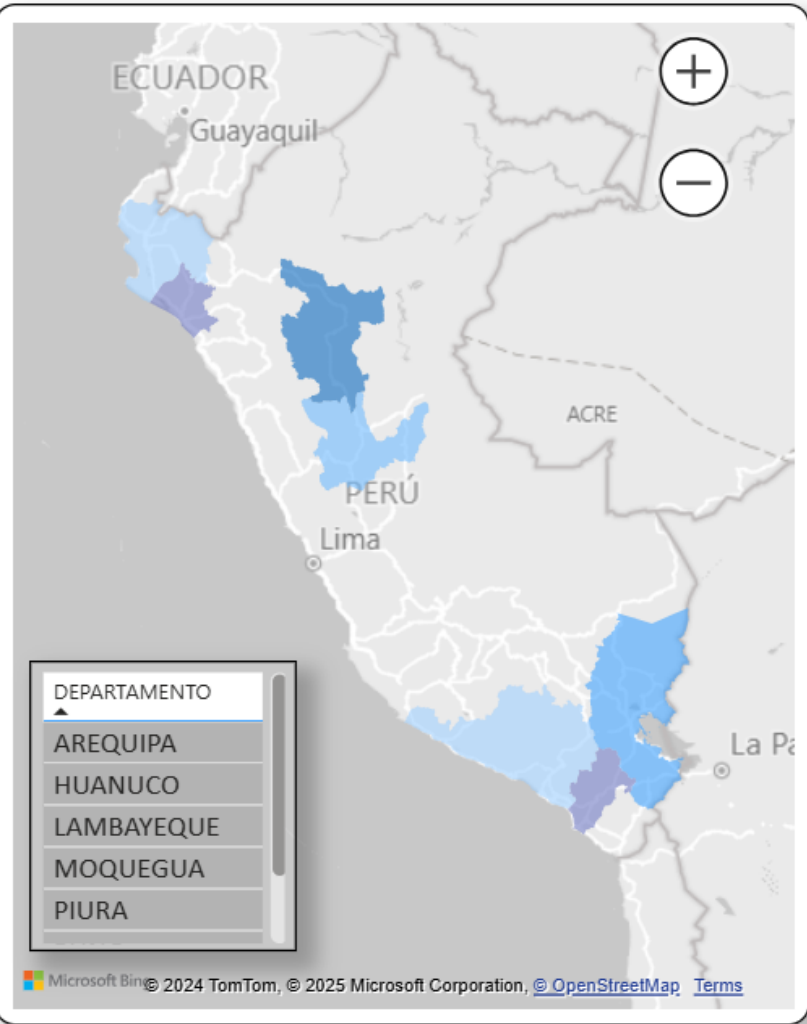 ECUADOR
Guayaquil
ACRE
PERÚ
Lima
La Pa
DEPARTAMENTO
AREQUIPA
HUANUCO
LAMBAYEQUE
MOQUEGUA
PIURA
Microsoft Bing
© 2024 TomTom, © 2025 Microsoft Corporation, © OpenStreetMap Terms